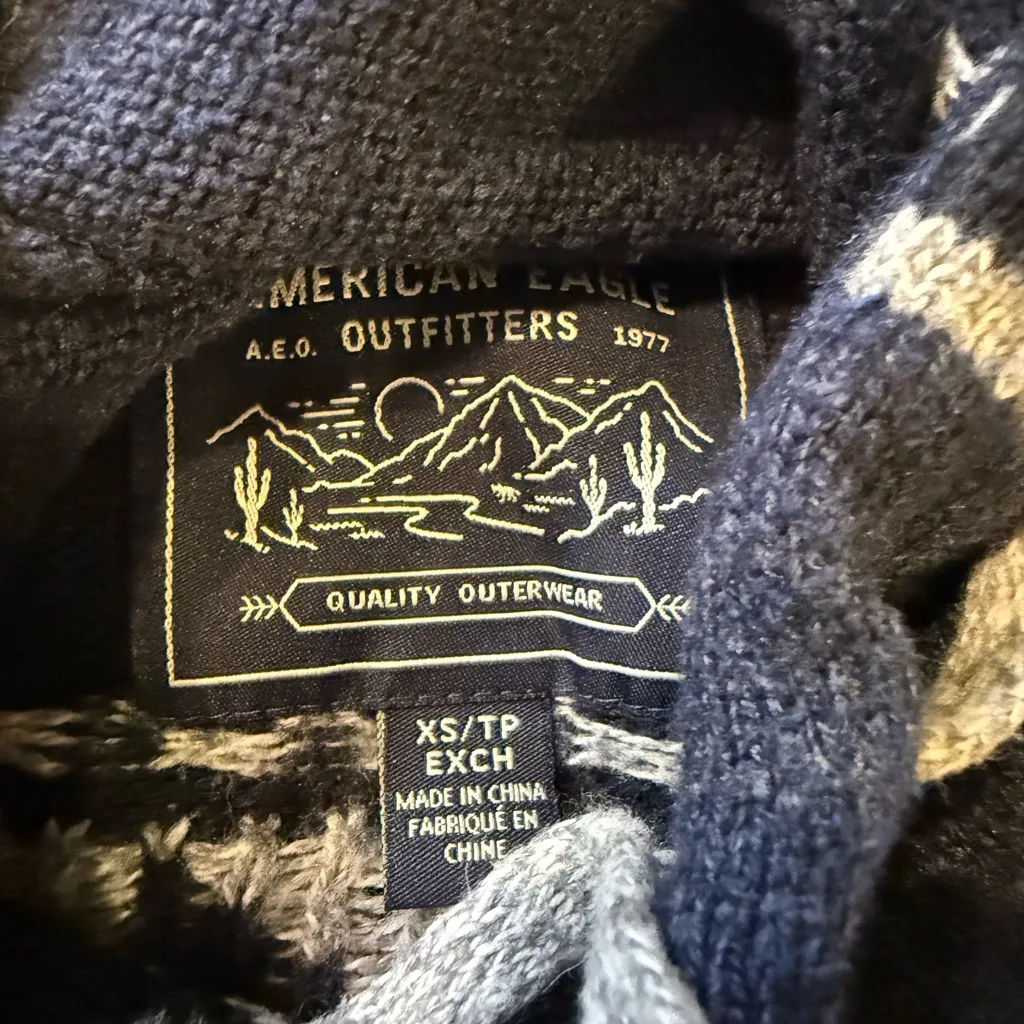 AMERICAN EAGLE
A.E.O. OUTFITTERS 1977
QUALITY OUTERWEAR
XS/TP
EXCH
MADE IN CHINA
FABRIQUÉ EN
CHINE